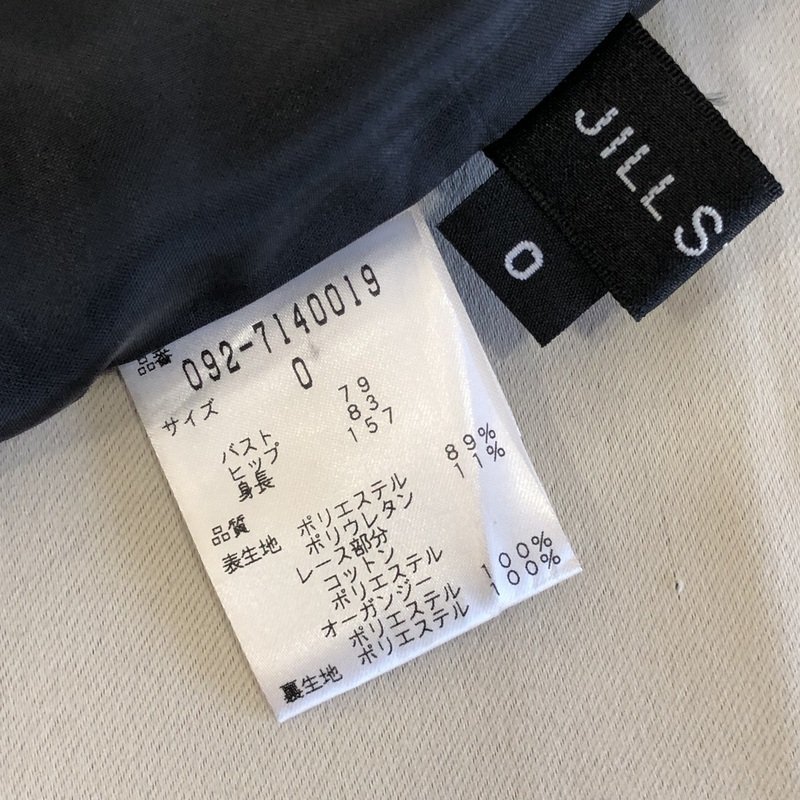 JILL S
0
品番 092-7140019
サイズ 0
バスト 79
ヒップ 83
身長 157
品質
表生地 ポリエステル 89%
ポリウレタン 11%
レース部分
コットン
ポリエステル
オーガンジー
ポリエステル 100%
裏生地 ポリエステル 100%